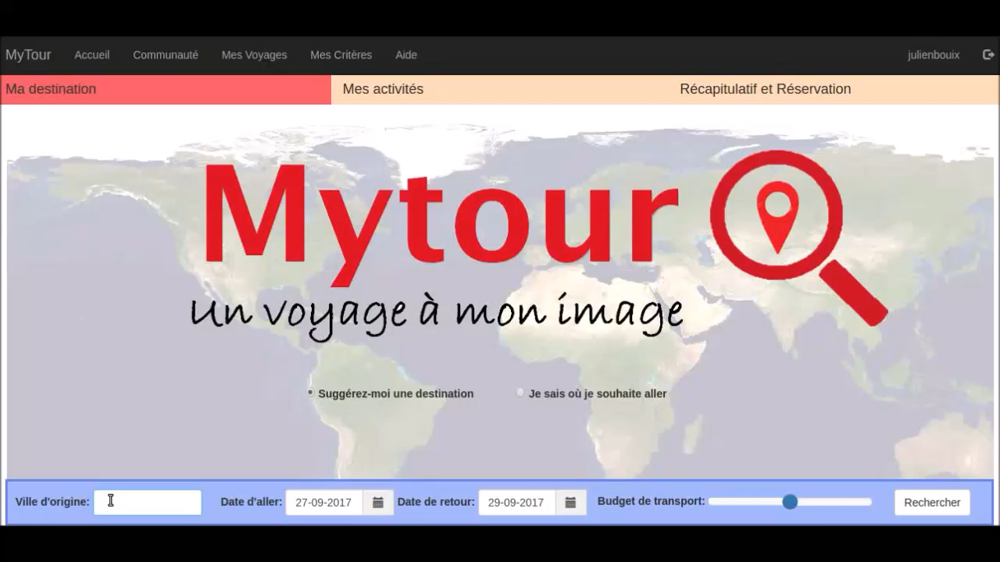 MyTour Accueil Communauté Mes Voyages Mes Critères Aide julienbouix
Ma destination Mes activités Récapitulatif et Réservation
Mytour
Un voyage à mon image
Suggérez-moi une destination Je sais où je souhaite aller
Ville d'origine: Date d'aller: 27-09-2017 Date de retour: 29-09-2017 Budget de transport: Rechercher